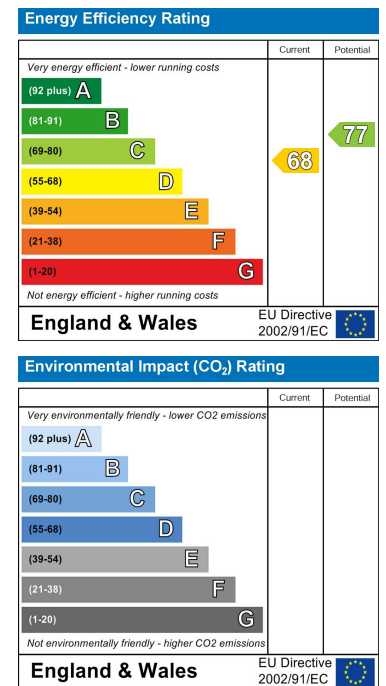 Energy Efficiency Rating
Current Potential
Very energy efficient - lower running costs
(92 plus) A
(81-91) B
(69-80) C
(55-68) D
(39-54) E
(21-38) F
(1-20) G
68
77
Not energy efficient - higher running costs
England & Wales
EU Directive
2002/91/EC
Environmental Impact (CO₂) Rating
Current Potential
Very environmentally friendly - lower CO2 emissions
(92 plus) A
(81-91) B
(69-80) C
(55-68) D
(39-54) E
(21-38) F
(1-20) G
Not environmentally friendly - higher CO2 emissions
England & Wales
EU Directive
2002/91/EC